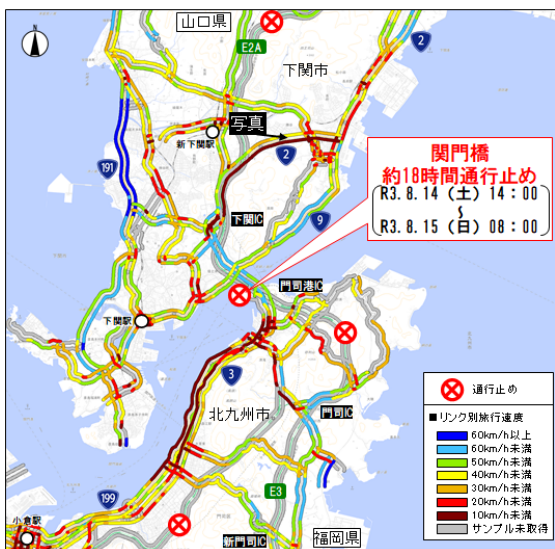 山口県
E2A
2
下関市
新下関駅
写真
191
2
関門橋
約18時間通行止め
R3.8.14(土)14:00
~
R3.8.15(日)08:00
下関IC
9
門司港IC
下関駅
3
北九州市
門司IC
199
E3
小倉駅
新門司IC
福岡県
通行止め
■リンク別旅行速度
60km/h以上
60km/h未満
50km/h未満
40km/h未満
30km/h未満
20km/h未満
10km/h未満
サンプル未取得